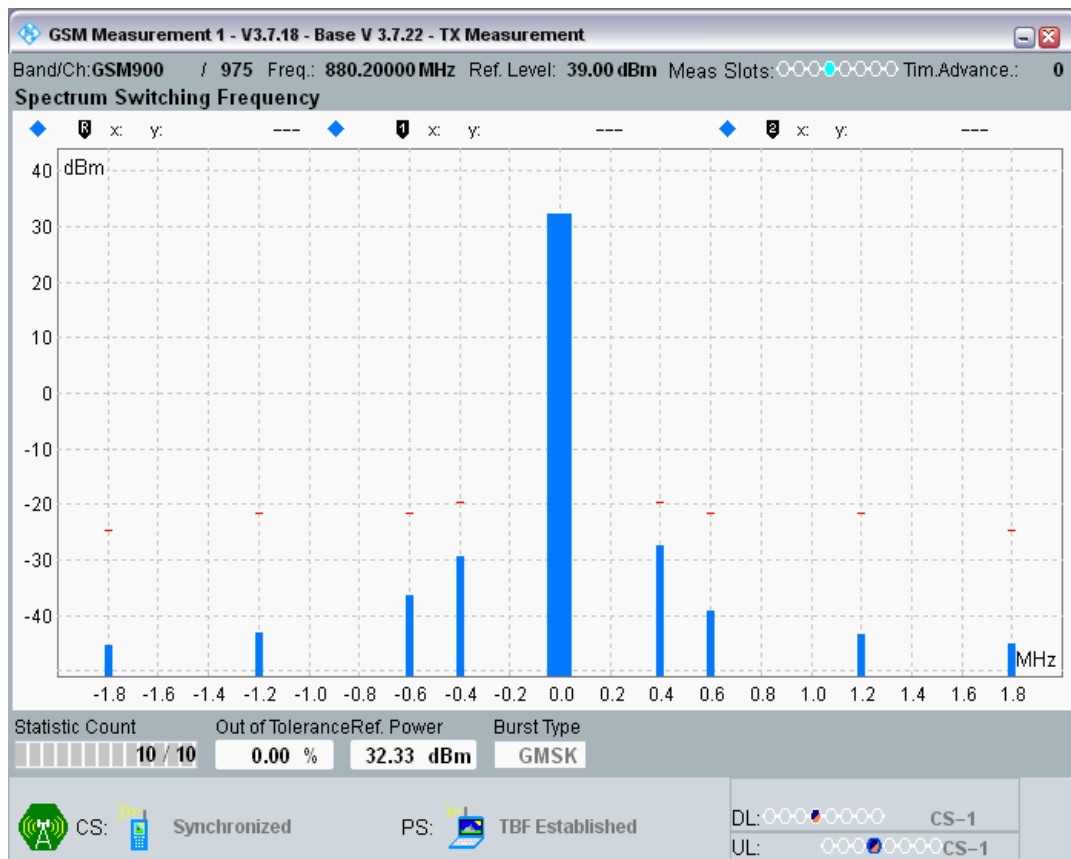 GSM Measurement 1 - V3.7.18 - Base V 3.7.22 - TX Measurement
Band/Ch:GSM900 / 975 Freq.: 880.20000 MHz Ref. Level: 39.00 dBm Meas Slots: Tim.Advance.: 0
Spectrum Switching Frequency
R x: y: --- 1 x: y: --- 2 x: y: ---
dBm
40
30
20
10
0
-10
-20
-30
-40
MHz
-1.8 -1.6 -1.4 -1.2 -1.0 -0.8 -0.6 -0.4 -0.2 0.0 0.2 0.4 0.6 0.8 1.0 1.2 1.4 1.6 1.8
Statistic Count Out of Tolerance Ref. Power Burst Type
10 / 10 0.00 % 32.33 dBm GMSK
CS: Synchronized PS: TBF Established
DL: CS-1
UL: CS-1